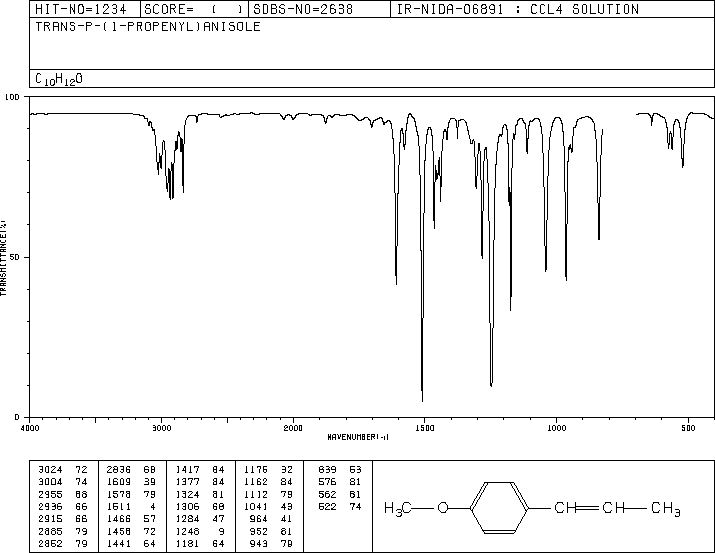 HIT-NO=1234 SCORE= ( ) SDBS-NO=2638 IR-NIDA-06891 : CCL4 SOLUTION
TRANS-P-(1-PROPENYL)ANISOLE
C10H12O
100
50
0
TRANSMITTANCE(%)
4000 3000 2000 1500 1000 500
WAVENUMBER(-1)
3024 72 2836 68 1417 84 1176 32 839 53
3004 74 1609 39 1377 84 1162 84 576 81
2955 68 1578 79 1324 81 1112 79 562 81
2936 66 1511 4 1306 68 1041 43 522 74
2915 66 1466 57 1284 47 964 41
2885 79 1458 72 1248 9 952 81
2852 79 1441 64 1181 64 943 79
H3C O CH CH CH3